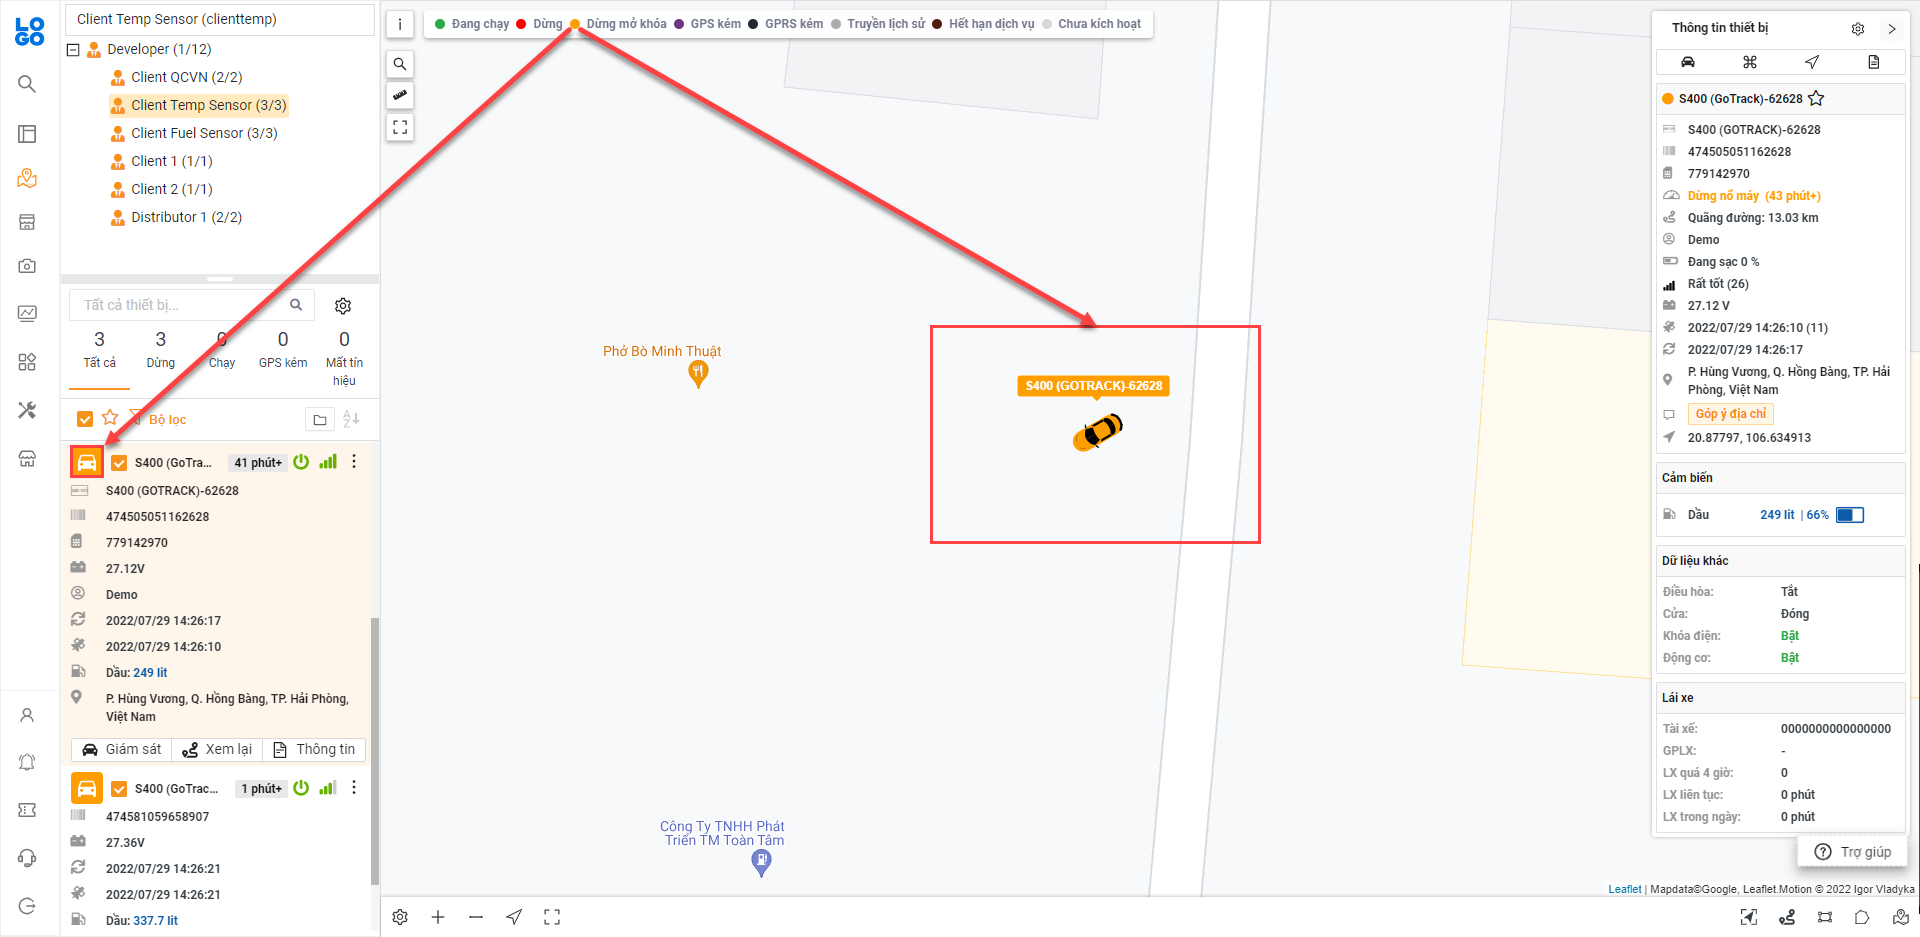 LOGO
Client Temp Sensor (clienttemp)
Developer (1/12)
Client QCVN (2/2)
Client Temp Sensor (3/3)
Client Fuel Sensor (3/3)
Client 1 (1/1)
Client 2 (1/1)
Distributor 1 (2/2)
Tất cả thiết bị...
3 3 0 0 0
Tất cả Dừng Chạy GPS kém Mất tín hiệu
Bộ lọc
S400 (GoTra... 41 phút+
S400 (GOTRACK)-62628
474505051162628
779142970
27.12V
Demo
2022/07/29 14:26:17
2022/07/29 14:26:10
Dầu: 249 lit
P. Hùng Vương, Q. Hồng Bàng, TP. Hải Phòng,
Việt Nam
Giám sát Xem lại Thông tin
S400 (GoTrac... 1 phút+
474581059658907
27.36V
2022/07/29 14:26:21
2022/07/29 14:26:21
Dầu: 337.7 lit
i
Đang chạy Dừng Dừng mở khóa GPS kém GPRS kém Truyền lịch sử Hết hạn dịch vụ Chưa kích hoạt
Phở Bò Minh Thuật
S400 (GOTRACK)-62628
Công Ty TNHH Phát
Triển TM Toàn Tâm
Thông tin thiết bị
S400 (GoTrack)-62628
S400 (GOTRACK)-62628
474505051162628
779142970
Dừng nổ máy (43 phút+)
Quãng đường: 13.03 km
Demo
Đang sạc 0 %
Rất tốt (26)
27.12 V
2022/07/29 14:26:10 (11)
2022/07/29 14:26:17
P. Hùng Vương, Q. Hồng Bàng, TP. Hải
Phòng, Việt Nam
Góp ý địa chỉ
20.87797, 106.634913
Cảm biến
Dầu 249 lit | 66%
Dữ liệu khác
Điều hòa: Tắt
Cửa: Đóng
Khóa điện: Bật
Động cơ: Bật
Lái xe
Tài xế: 0000000000000000
GPLX: -
LX quá 4 giờ: 0
LX liên tục: 0 phút
LX trong ngày: 0 phút
Trợ giúp
Leaflet | Mapdata©Google, Leaflet.Motion © 2022 Igor Vladyka